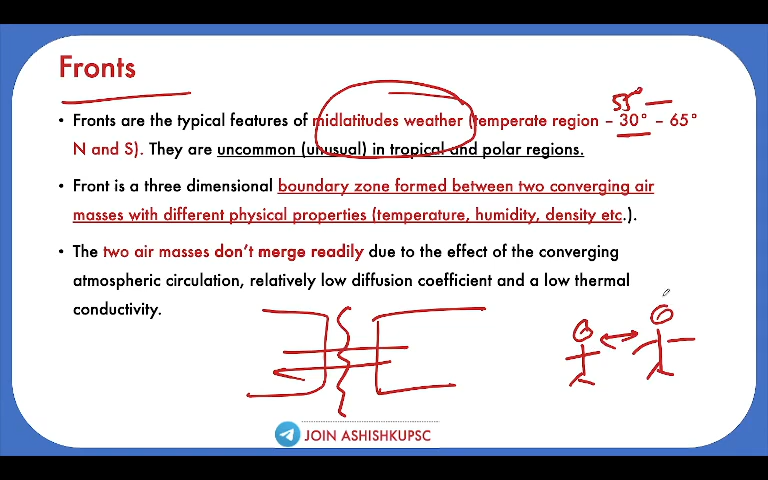 Fronts
55°
• Fronts are the typical features of midlatitudes weather (temperate region – 30° – 65°
N and S). They are uncommon (unusual) in tropical and polar regions.
• Front is a three dimensional boundary zone formed between two converging air
masses with different physical properties (temperature, humidity, density etc.).
• The two air masses don't merge readily due to the effect of the converging
atmospheric circulation, relatively low diffusion coefficient and a low thermal
conductivity.
JOIN ASHISHKUPSC